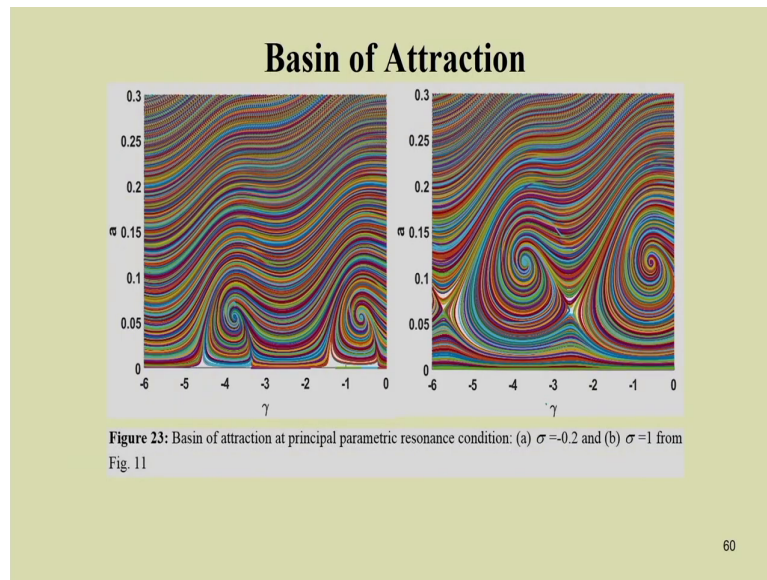 Basin of Attraction
0.3
0.25
0.2
0.15
0.1
0.05
0
a
-6 -5 -4 -3 -2 -1 0
γ
0.3
0.25
0.2
0.15
0.1
0.05
0
a
-6 -5 -4 -3 -2 -1 0
γ
Figure 23: Basin of attraction at principal parametric resonance condition: (a) σ =-0.2 and (b) σ =1 from
Fig. 11
60